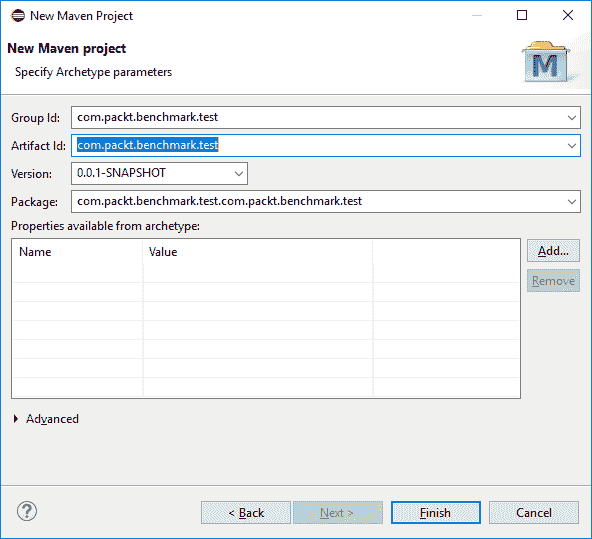 New Maven Project
New Maven project
Specify Archetype parameters
M
Group Id: com.packt.benchmark.test
Artifact Id: com.packt.benchmark.test
Version: 0.0.1-SNAPSHOT
Package: com.packt.benchmark.test.com.packt.benchmark.test
Properties available from archetype:
Name Value
Add...
Remove
Advanced
? < Back Next > Finish Cancel